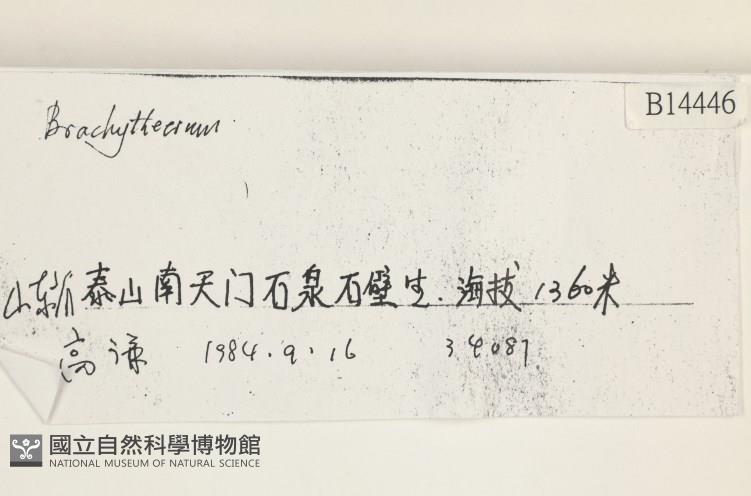 B14446
Brachythecium
山东省泰山南天门石泉石壁生.海拔1360米
高谦 1984.9.16 34087
國立自然科學博物館
NATIONAL MUSEUM OF NATURAL SCIENCE